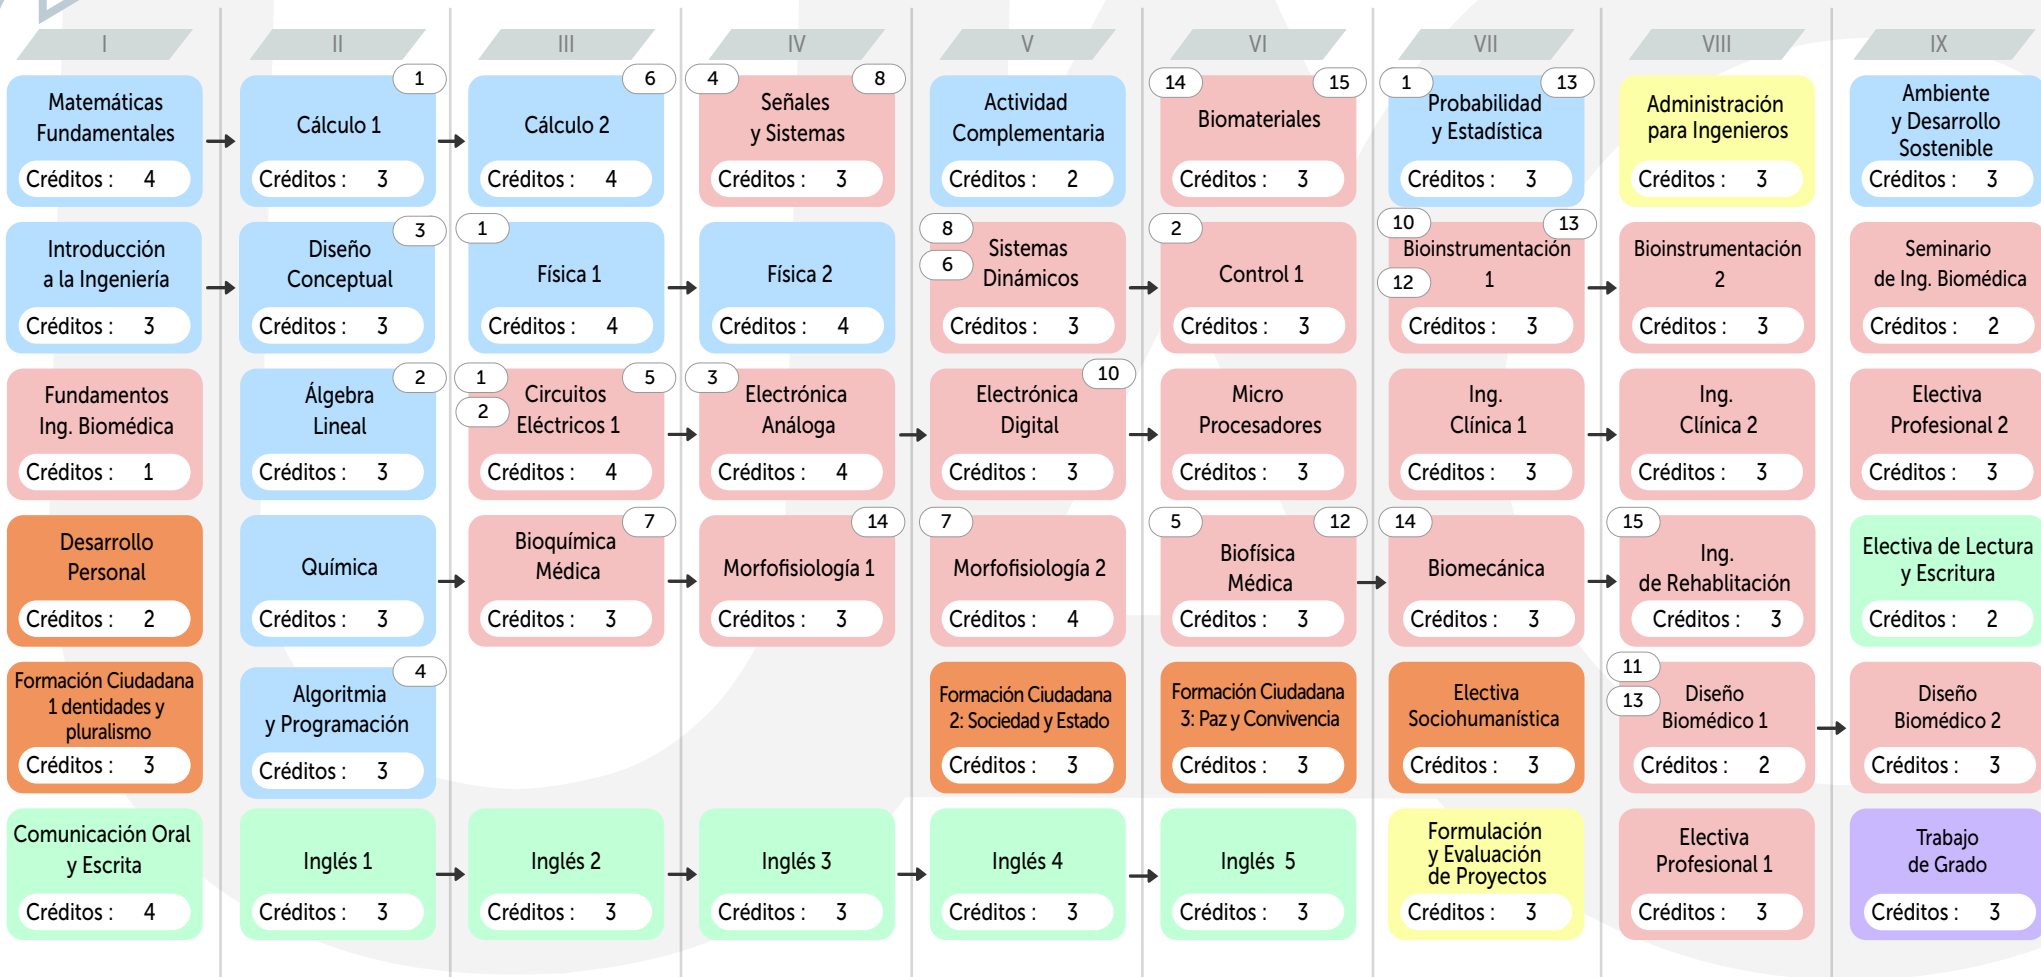 I
II
III
IV
V
VI
VII
VIII
IX
Matemáticas
Fundamentales
Créditos : 4
1
Cálculo 1
Créditos : 3
6
Cálculo 2
Créditos : 4
4
8
Señales
y Sistemas
Créditos : 3
Actividad
Complementaria
Créditos : 2
14
15
Biomateriales
Créditos : 3
1
13
Probabilidad
y Estadística
Créditos : 3
Administración
para Ingenieros
Créditos : 3
Ambiente
y Desarrollo
Sostenible
Créditos : 3
Introducción
a la Ingeniería
Créditos : 3
3
Diseño
Conceptual
Créditos : 3
1
Física 1
Créditos : 4
Física 2
Créditos : 4
8
6
Sistemas
Dinámicos
Créditos : 3
2
Control 1
Créditos : 3
10
13
Bioinstrumentación
12
1
Créditos : 3
Bioinstrumentación
2
Créditos : 3
Seminario
de Ing. Biomédica
Créditos : 2
Fundamentos
Ing. Biomédica
Créditos : 1
2
Álgebra
Lineal
Créditos : 3
1
5
2
Circuitos
Eléctricos 1
Créditos : 4
3
Electrónica
Análoga
Créditos : 4
10
Electrónica
Digital
Créditos : 3
Micro
Procesadores
Créditos : 3
Ing.
Clínica 1
Créditos : 3
Ing.
Clínica 2
Créditos : 3
Electiva
Profesional 2
Créditos : 3
Desarrollo
Personal
Créditos : 2
Química
Créditos : 3
7
Bioquímica
Médica
Créditos : 3
14
Morfofisiología 1
Créditos : 3
7
Morfofisiología 2
Créditos : 4
5
12
Biofísica
Médica
Créditos : 3
14
Biomecánica
Créditos : 3
15
Ing.
de Rehablitación
Créditos : 3
Electiva de Lectura
y Escritura
Créditos : 2
Formación Ciudadana
1 dentidades y
pluralismo
Créditos : 3
4
Algoritmia
y Programación
Créditos : 3
Formación Ciudadana
2: Sociedad y Estado
Créditos : 3
Formación Ciudadana
3: Paz y Convivencia
Créditos : 3
Electiva
Sociohumanística
Créditos : 3
11
13
Diseño
Biomédico 1
Créditos : 2
Diseño
Biomédico 2
Créditos : 3
Comunicación Oral
y Escrita
Créditos : 4
Inglés 1
Créditos : 3
Inglés 2
Créditos : 3
Inglés 3
Créditos : 3
Inglés 4
Créditos : 3
Inglés 5
Créditos : 3
Formulación
y Evaluación
de Proyectos
Créditos : 3
Electiva
Profesional 1
Créditos : 3
Trabajo
de Grado
Créditos : 3